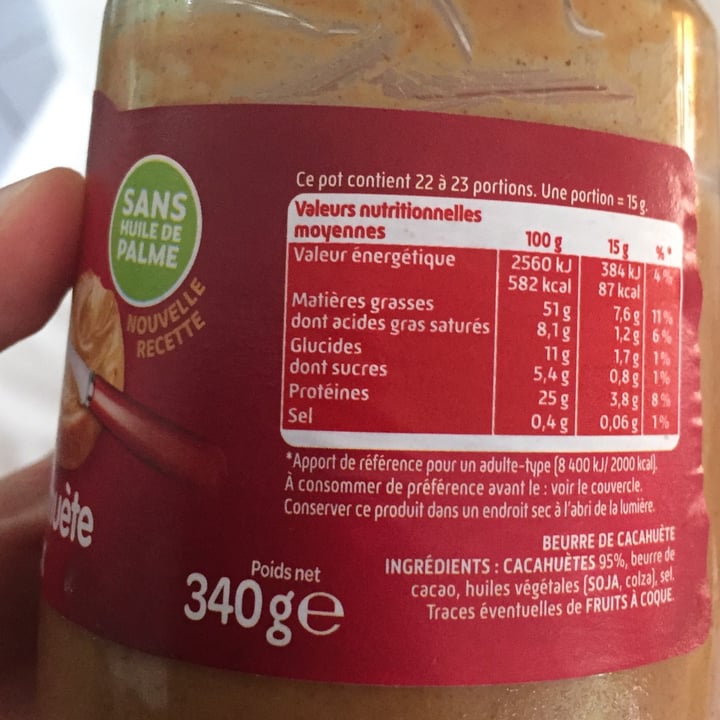 SANS
HUILE DE
PALME
NOUVELLE
RECETTE
uète
Poids net
340 g e
Ce pot contient 22 à 23 portions. Une portion = 15 g.
Valeurs nutritionnelles
moyennes 100 g 15 g %*
Valeur énergétique 2560 kJ 384 kJ 4%
582 kcal 87 kcal
Matières grasses 51 g 7,6 g 11%
dont acides gras saturés 8,1 g 1,2 g 6%
Glucides 11 g 1,7 g 1%
dont sucres 5,4 g 0,8 g 1%
Protéines 25 g 3,8 g 8%
Sel 0,4 g 0,06 g 1%
*Apport de référence pour un adulte-type (8 400 kJ/ 2000 kcal).
À consommer de préférence avant le : voir le couvercle.
Conserver ce produit dans un endroit sec à l'abri de la lumière.
BEURRE DE CACAHUÈTE
INGRÉDIENTS : CACAHUÈTES 95%, beurre de
cacao, huiles végétales (SOJA, colza), sel.
Traces éventuelles de FRUITS À COQUE.